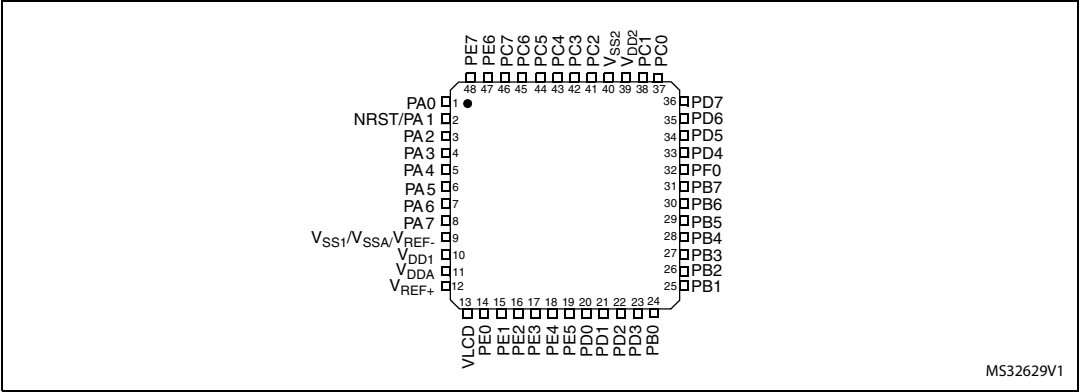 PE7 PE6 PC7 PC6 PC5 PC4 PC3 PC2 VSS2 VDD2 PC1 PC0
48 47 46 45 44 43 42 41 40 39 38 37
PA0 1 36 PD7
NRST/PA1 2 35 PD6
PA2 3 34 PD5
PA3 4 33 PD4
PA4 5 32 PF0
PA5 6 31 PB7
PA6 7 30 PB6
PA7 8 29 PB5
VSS1/VSSA/VREF- 9 28 PB4
VDD1 10 27 PB3
VDDA 11 26 PB2
VREF+ 12 25 PB1
13 14 15 16 17 18 19 20 21 22 23 24
VLCD PE0 PE1 PE2 PE3 PE4 PE5 PD0 PD1 PD2 PD3 PB0
MS32629V1